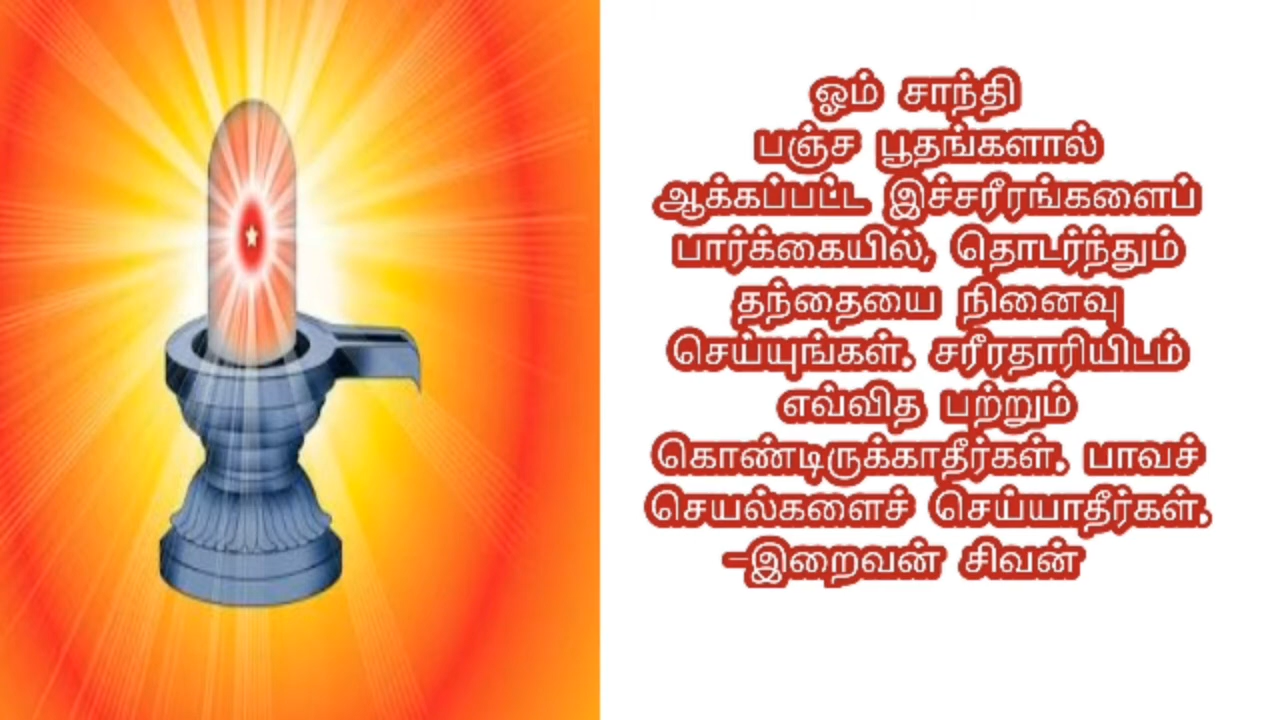 ஓம் சாந்தி
பஞ்ச பூதங்களால்
ஆக்கப்பட்ட இச்சரீரங்களைப்
பார்க்கையில், தொடர்ந்தும்
தந்தையை நினைவு
செய்யுங்கள். சரீரதாரியிடம்
எவ்வித பற்றும்
கொண்டிருக்காதீர்கள். பாவச்
செயல்களைச் செய்யாதீர்கள்.
-இறைவன் சிவன்